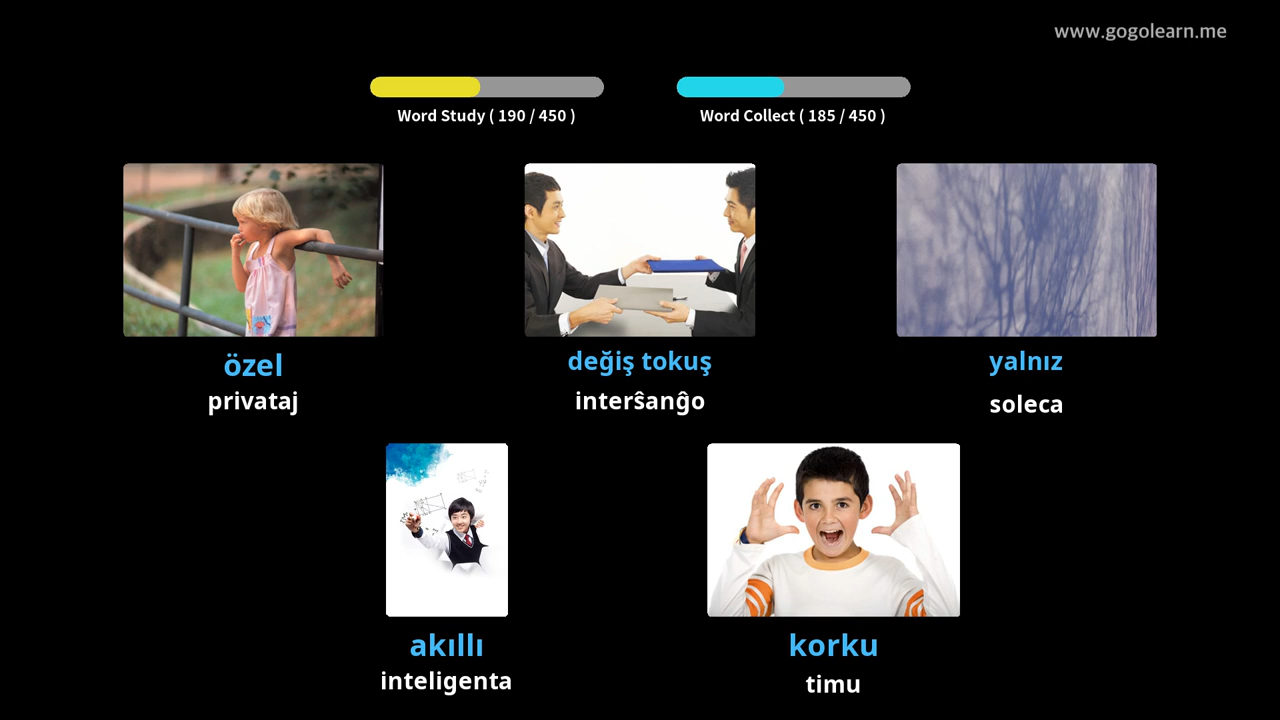 www.gogolearn.me
Word Study ( 190 / 450 )
Word Collect ( 185 / 450 )
özel
privataj
değiş tokuş
interŝanĝo
yalnız
soleca
akıllı
inteligenta
korku
timu